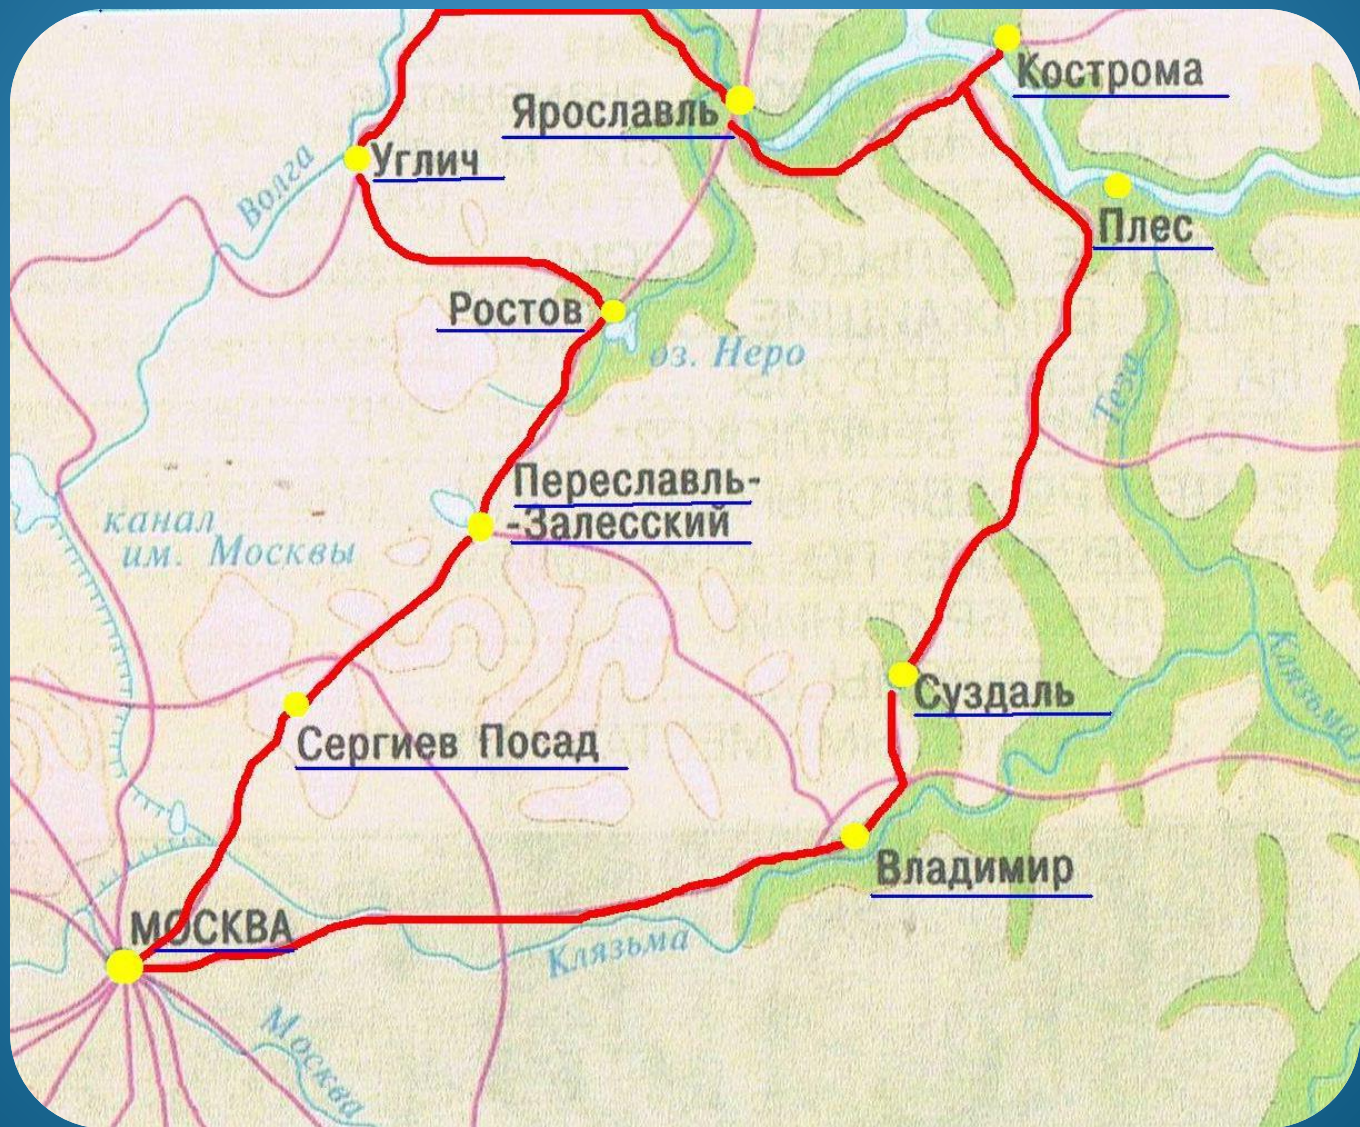 Кострома
Ярославль
Углич
Волга
Плес
Ростов
оз. Неро
Теза
Переславль-
-Залесский
канал
им. Москвы
Клязьма
Суздаль
Сергиев Посад
Владимир
МОСКВА
Клязьма
Москва